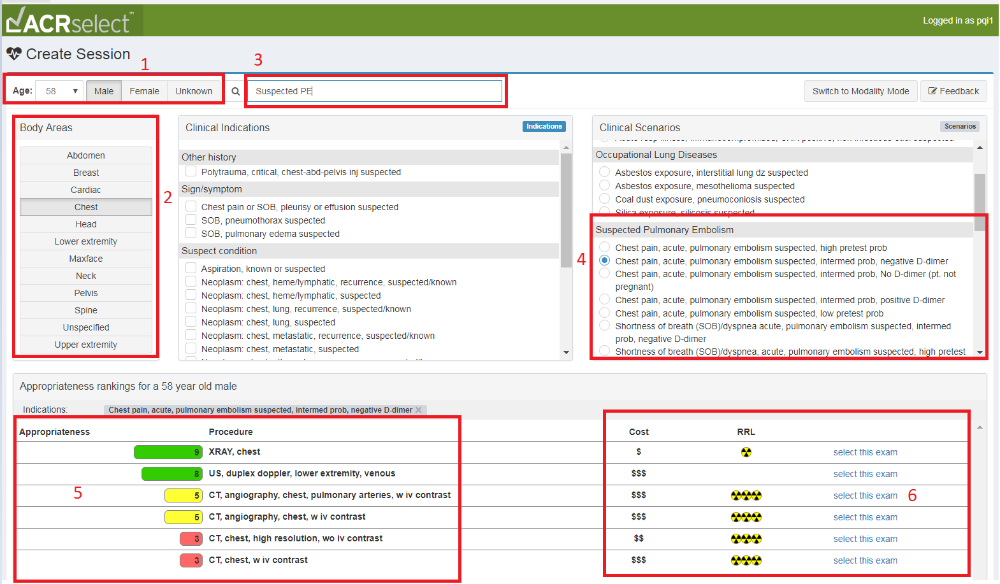 ACRselect™
Logged in as pqi1
Create Session
1
3
Age: 58 Male Female Unknown
Suspected PE
Switch to Modality Mode
Feedback
Body Areas
Abdomen
Breast
Cardiac
Chest
Head
Lower extremity
Maxface
Neck
Pelvis
Spine
Unspecified
Upper extremity
2
Clinical Indications
Indications
Other history
Polytrauma, critical, chest-abd-pelvis inj suspected
Sign/symptom
Chest pain or SOB, pleurisy or effusion suspected
SOB, pneumothorax suspected
SOB, pulmonary edema suspected
Suspect condition
Aspiration, known or suspected
Neoplasm: chest, heme/lymphatic, recurrence, suspected/known
Neoplasm: chest, heme/lymphatic, suspected
Neoplasm: chest, lung, recurrence, suspected/known
Neoplasm: chest, lung, suspected
Neoplasm: chest, metastatic, recurrence, suspected/known
Neoplasm: chest, metastatic, suspected
Clinical Scenarios
Scenarios
Occupational Lung Diseases
Asbestos exposure, interstitial lung dz suspected
Asbestos exposure, mesothelioma suspected
Coal dust exposure, pneumoconiosis suspected
Silica exposure, silicosis suspected
4
Suspected Pulmonary Embolism
Chest pain, acute, pulmonary embolism suspected, high pretest prob
Chest pain, acute, pulmonary embolism suspected, intermed prob, negative D-dimer
Chest pain, acute, pulmonary embolism suspected, intermed prob, No D-dimer (pt. not
pregnant)
Chest pain, acute, pulmonary embolism suspected, intermed prob, positive D-dimer
Chest pain, acute, pulmonary embolism suspected, low pretest prob
Shortness of breath (SOB)/dyspnea acute, pulmonary embolism suspected, intermed
prob, negative D-dimer
Shortness of breath (SOB)/dyspnea, acute, pulmonary embolism suspected, high pretest
Appropriateness rankings for a 58 year old male
Indications: Chest pain, acute, pulmonary embolism suspected, intermed prob, negative D-dimer
Appropriateness Procedure Cost RRL
9 XRAY, chest $ select this exam
8 US, duplex doppler, lower extremity, venous $$$ select this exam
5 5 CT, angiography, chest, pulmonary arteries, w iv contrast $$$ select this exam 6
5 CT, angiography, chest, w iv contrast $$$ select this exam
3 CT, chest, high resolution, wo iv contrast $$ select this exam
3 CT, chest, w iv contrast $$$ select this exam